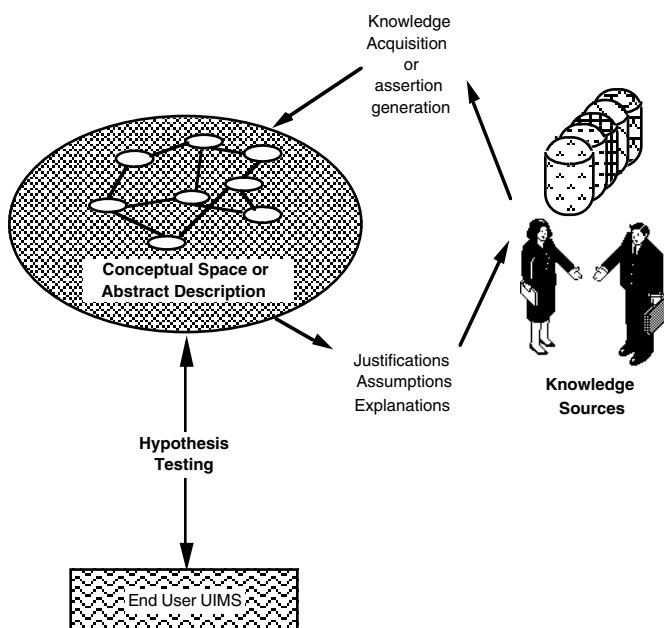 Knowledge
Acquisition
or
assertion
generation
Conceptual Space or
Abstract Description
Justifications
Assumptions
Explanations
Knowledge
Sources
Hypothesis
Testing
End User UIMS